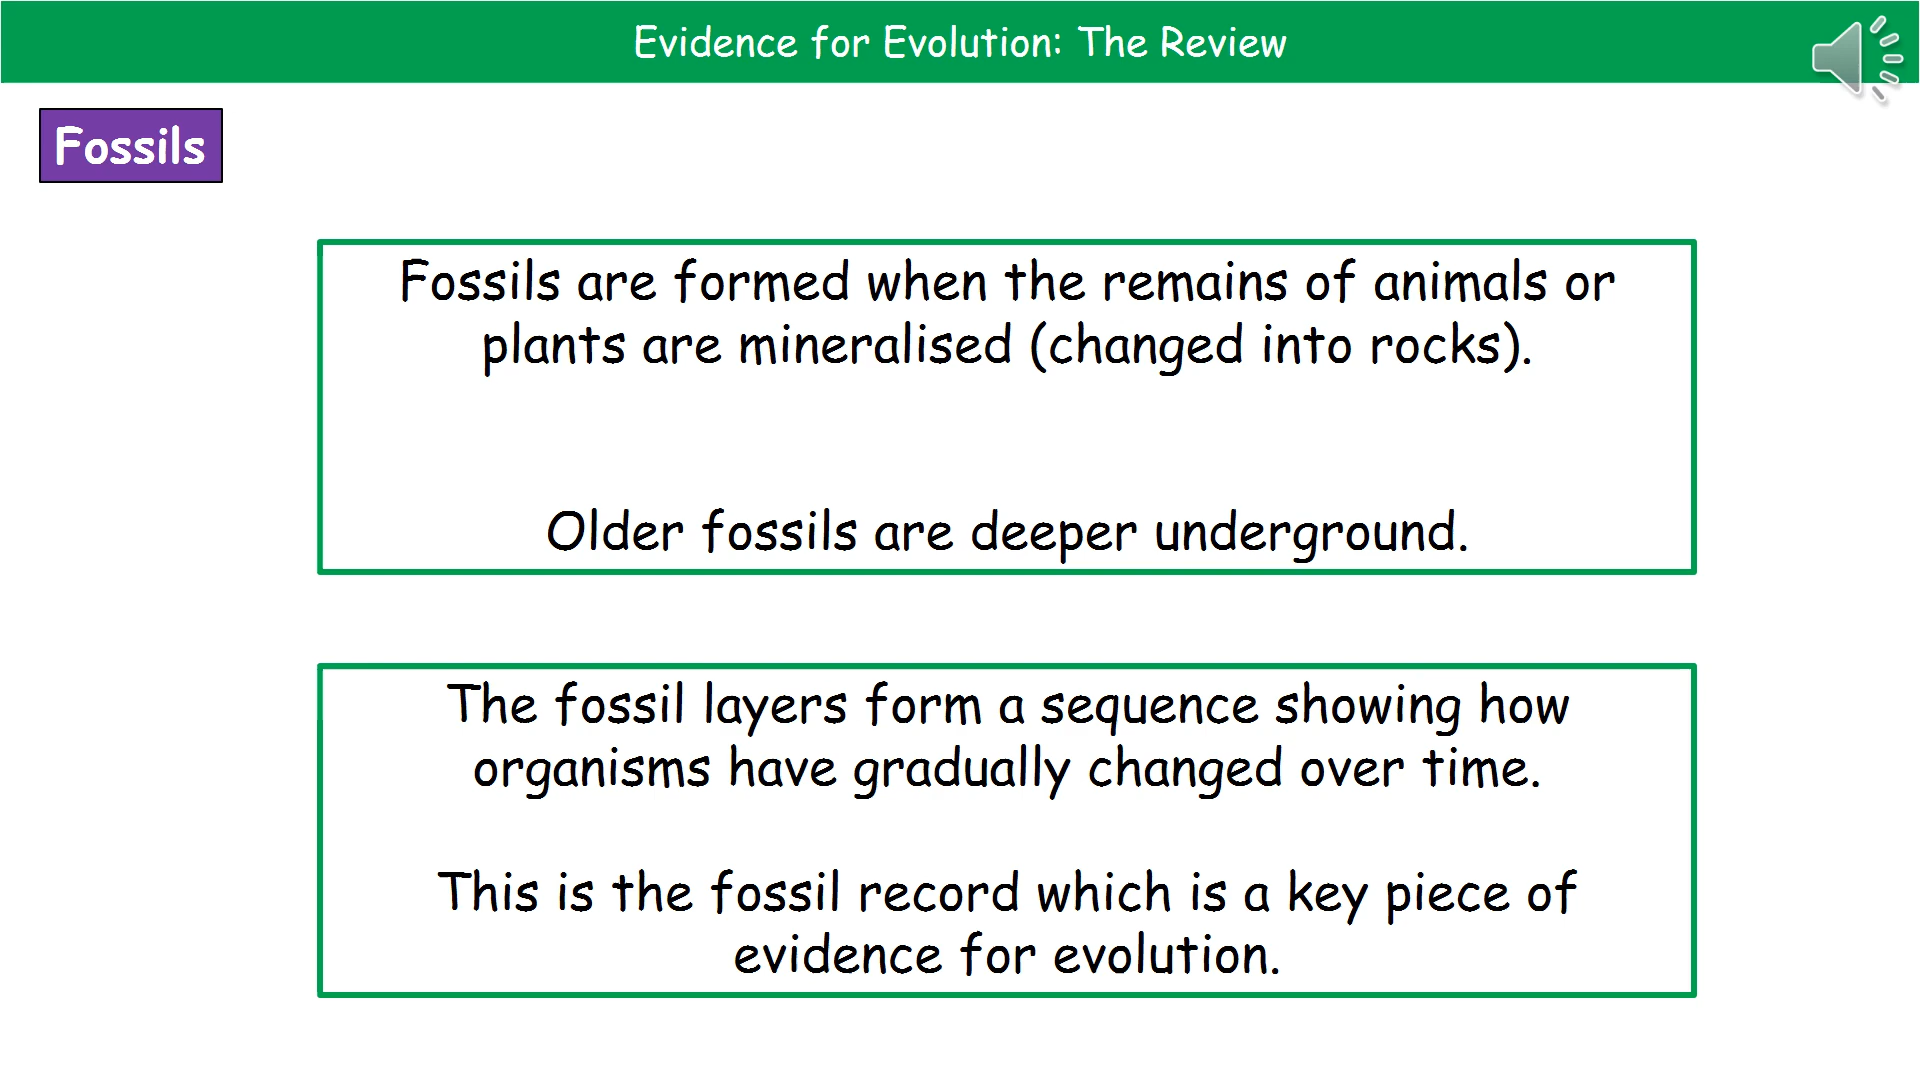 Evidence for Evolution: The Review
Fossils
Fossils are formed when the remains of animals or
plants are mineralised (changed into rocks).
Older fossils are deeper underground.
The fossil layers form a sequence showing how
organisms have gradually changed over time.
This is the fossil record which is a key piece of
evidence for evolution.